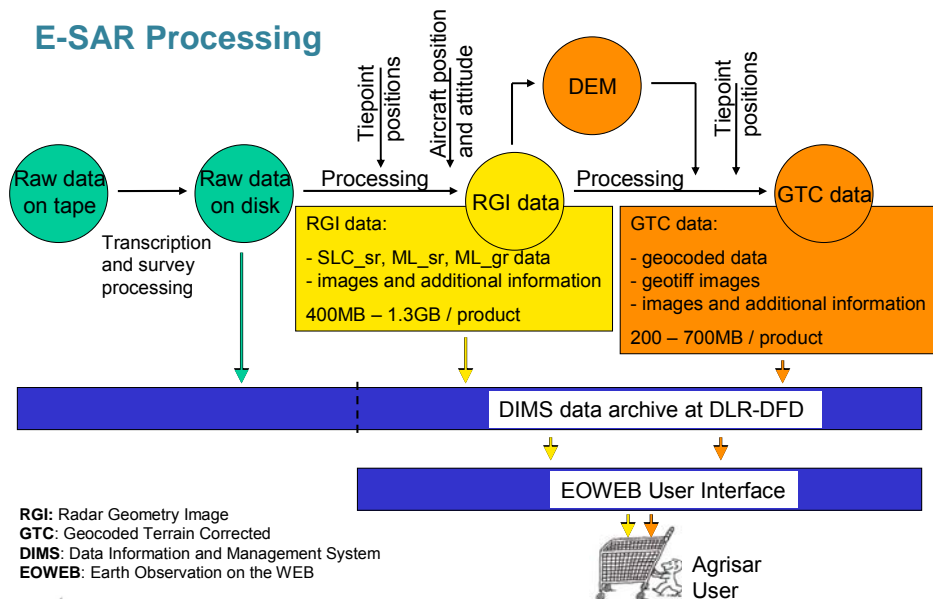 E-SAR Processing
Tiepoint
positions
Aircraft position
and attitude
DEM
Tiepoint
positions
Raw data
on tape
Raw data
on disk
Processing
RGI data
Processing
GTC data
Transcription
and survey
processing
RGI data:
- SLC_sr, ML_sr, ML_gr data
- images and additional information
400MB – 1.3GB / product
GTC data:
- geocoded data
- geotiff images
- images and additional information
200 – 700MB / product
DIMS data archive at DLR-DFD
EOWEB User Interface
RGI: Radar Geometry Image
GTC: Geocoded Terrain Corrected
DIMS: Data Information and Management System
EOWEB: Earth Observation on the WEB
Agrisar
User